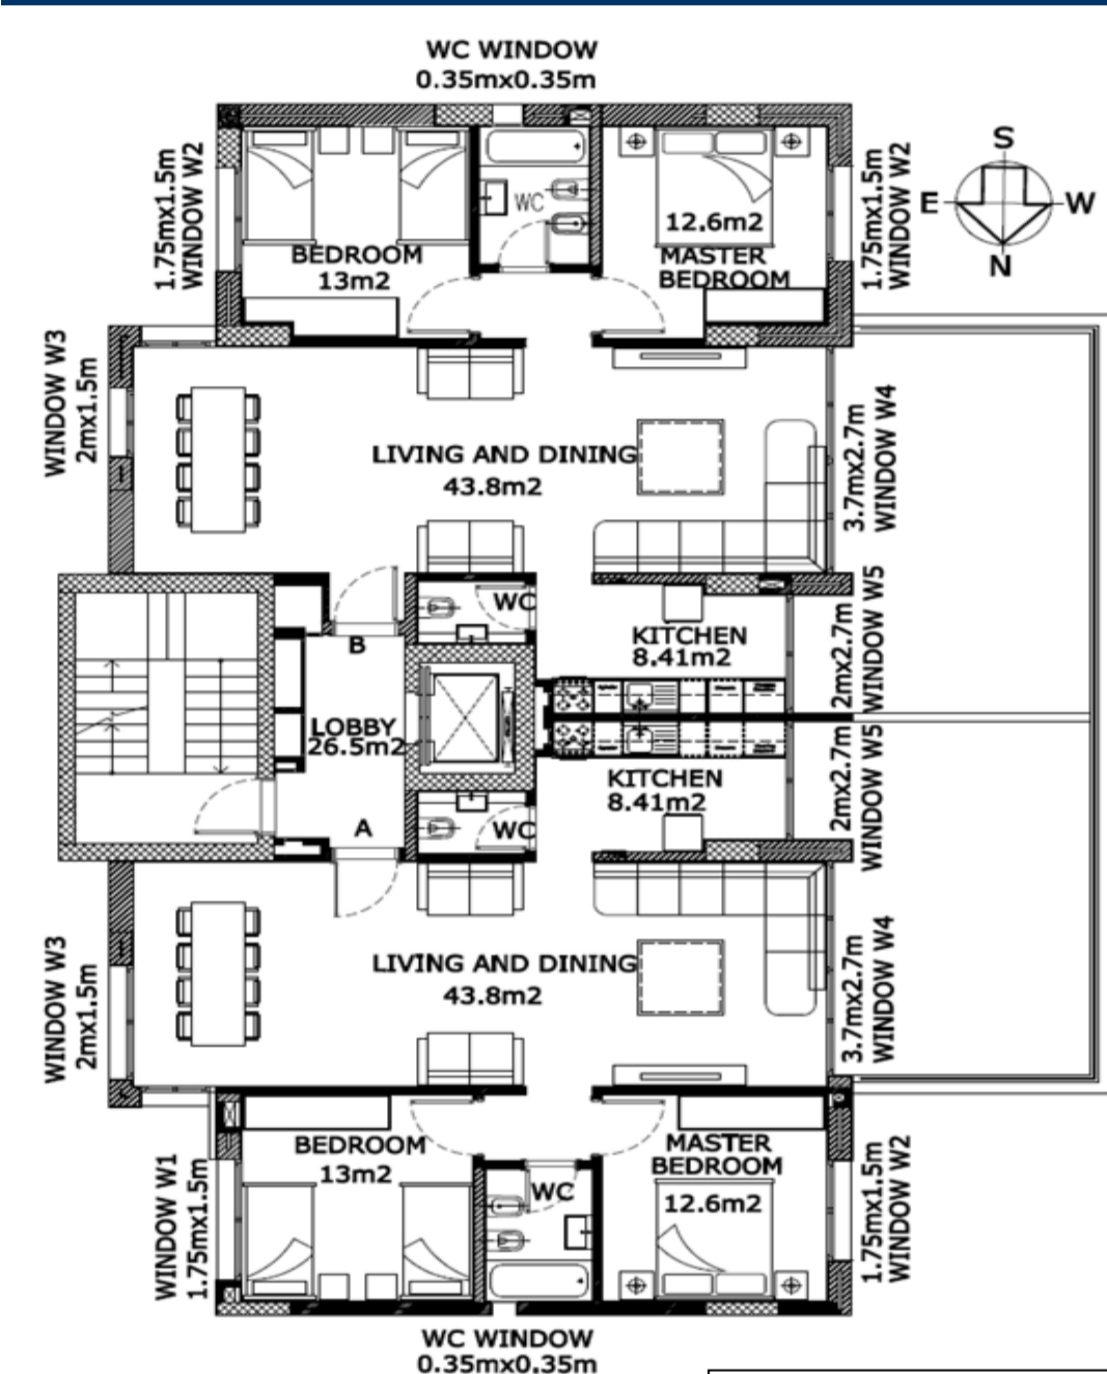 WC WINDOW
0.35mx0.35m
1.75mx1.5m
WINDOW W2
WC
12.6m2
MASTER
BEDROOM
BEDROOM
13m2
1.75mx1.5m
WINDOW W2
S
E
W
N
WINDOW W3
2mx1.5m
LIVING AND DINING
43.8m2
3.7mx2.7m
WINDOW W4
WC
B
KITCHEN
8.41m2
2mx2.7m
WINDOW W5
LOBBY
26.5m2
KITCHEN
8.41m2
2mx2.7m
WINDOW W5
A
WC
WINDOW W3
2mx1.5m
LIVING AND DINING
43.8m2
3.7mx2.7m
WINDOW W4
WINDOW W1
1.75mx1.5m
BEDROOM
13m2
WC
MASTER
BEDROOM
12.6m2
1.75mx1.5m
WINDOW W2
WC WINDOW
0.35mx0.35m